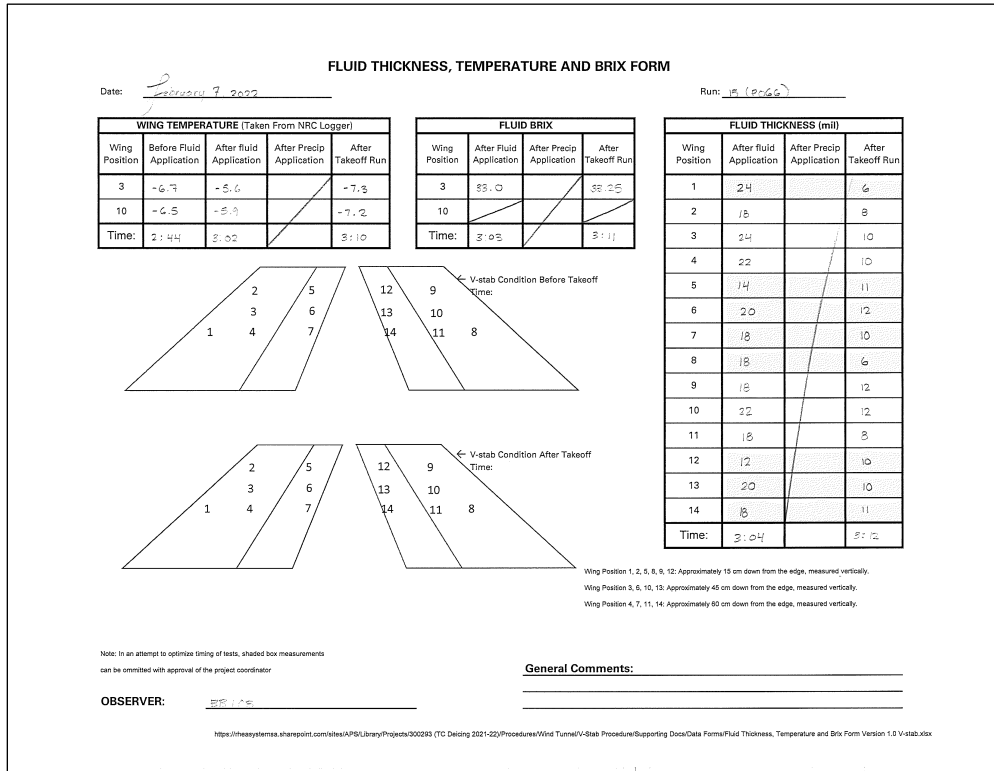 FLUID THICKNESS, TEMPERATURE AND BRIX FORM
Date: February 7, 2022
Run: 15 (P066)
WING TEMPERATURE (Taken From NRC Logger)
Wing Position Before Fluid Application After fluid Application After Precip Application After Takeoff Run
3 -6.7 -5.6 -7.3
10 -6.5 -5.9 -7.2
Time: 2:44 3:02 3:10
FLUID BRIX
Wing Position After Fluid Application After Precip Application After Takeoff Run
3 33.0 33.25
10
Time: 3:03 3:11
FLUID THICKNESS (mil)
Wing Position After fluid Application After Precip Application After Takeoff Run
1 24 6
2 18 8
3 24 10
4 22 10
5 14 11
6 20 12
7 18 10
8 18 6
9 18 12
10 22 12
11 18 8
12 12 10
13 20 10
14 18 11
Time: 3:04 3:12
← V-stab Condition Before Takeoff
Time:
2 5 12 9
3 6 13 10
1 4 7 14 11 8
← V-stab Condition After Takeoff
Time:
2 5 12 9
3 6 13 10
1 4 7 14 11 8
Wing Position 1, 2, 5, 8, 9, 12: Approximately 15 cm down from the edge, measured vertically.
Wing Position 3, 6, 10, 13: Approximately 45 cm down from the edge, measured vertically.
Wing Position 4, 7, 11, 14: Approximately 60 cm down from the edge, measured vertically.
Note: In an attempt to optimize timing of tests, shaded box measurements
can be ommitted with approval of the project coordinator
General Comments:
OBSERVER:
https://rheasystemsa.sharepoint.com/sites/APS/Library/Projects/300293 (TC Deicing 2021-22)/Procedures/Wind Tunnel/V-Stab Procedure/Supporting Docs/Data Forms/Fluid Thickness, Temperature and Brix Form Version 1.0 V-stab.xlsx